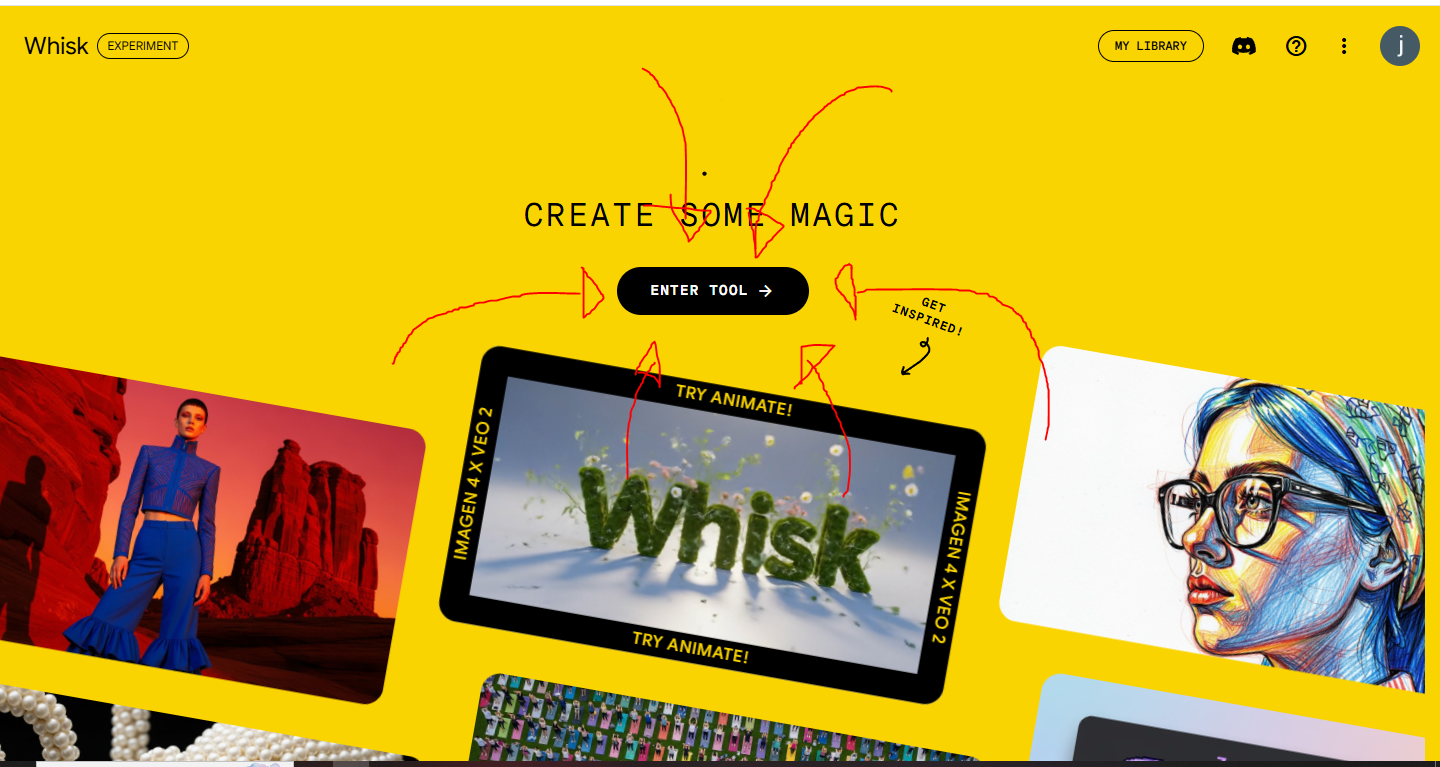 Whisk
EXPERIMENT
MY LIBRARY
j
CREATE SOME MAGIC
ENTER TOOL →
GET
INSPIRED!
TRY ANIMATE!
IMAGEN 4 X VEO 2
Whisk
IMAGEN 4 X VEO 2
TRY ANIMATE!